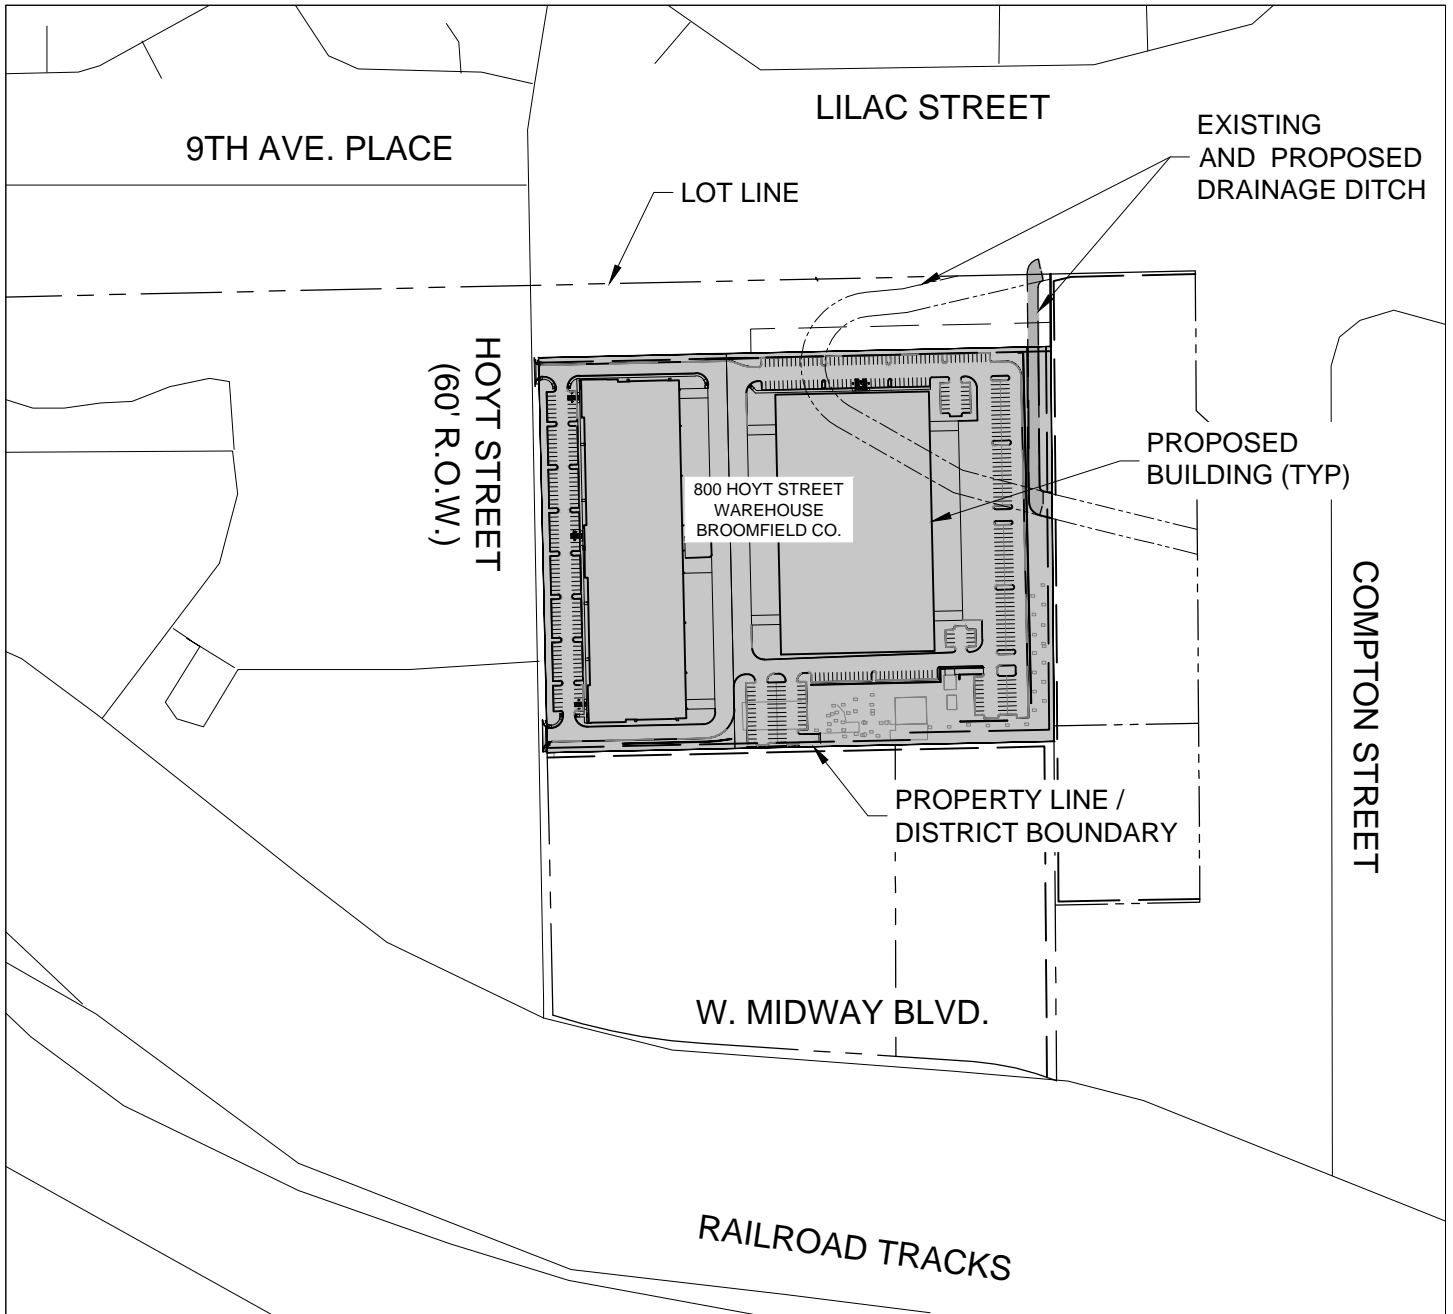 LILAC STREET
9TH AVE. PLACE
EXISTING
AND PROPOSED
DRAINAGE DITCH
LOT LINE
HOYT STREET
(60' R.O.W.)
PROPOSED
BUILDING (TYP)
800 HOYT STREET
WAREHOUSE
BROOMFIELD CO.
COMPTON STREET
PROPERTY LINE /
DISTRICT BOUNDARY
W. MIDWAY BLVD.
RAILROAD TRACKS